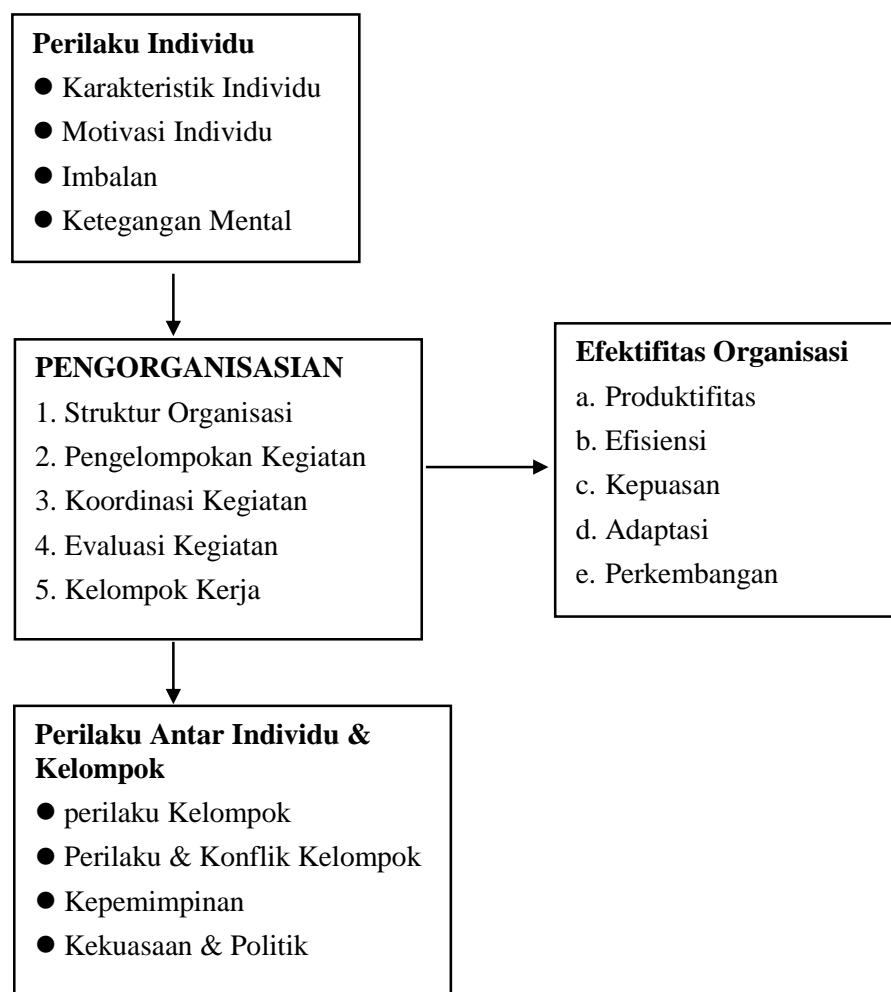 Perilaku Individu
● Karakteristik Individu
● Motivasi Individu
● Imbalan
● Ketegangan Mental
PENGORGANISASIAN
1. Struktur Organisasi
2. Pengelompokan Kegiatan
3. Koordinasi Kegiatan
4. Evaluasi Kegiatan
5. Kelompok Kerja
Efektifitas Organisasi
a. Produktifitas
b. Efisiensi
c. Kepuasan
d. Adaptasi
e. Perkembangan
Perilaku Antar Individu &
Kelompok
● perilaku Kelompok
● Perilaku & Konflik Kelompok
● Kepemimpinan
● Kekuasaan & Politik